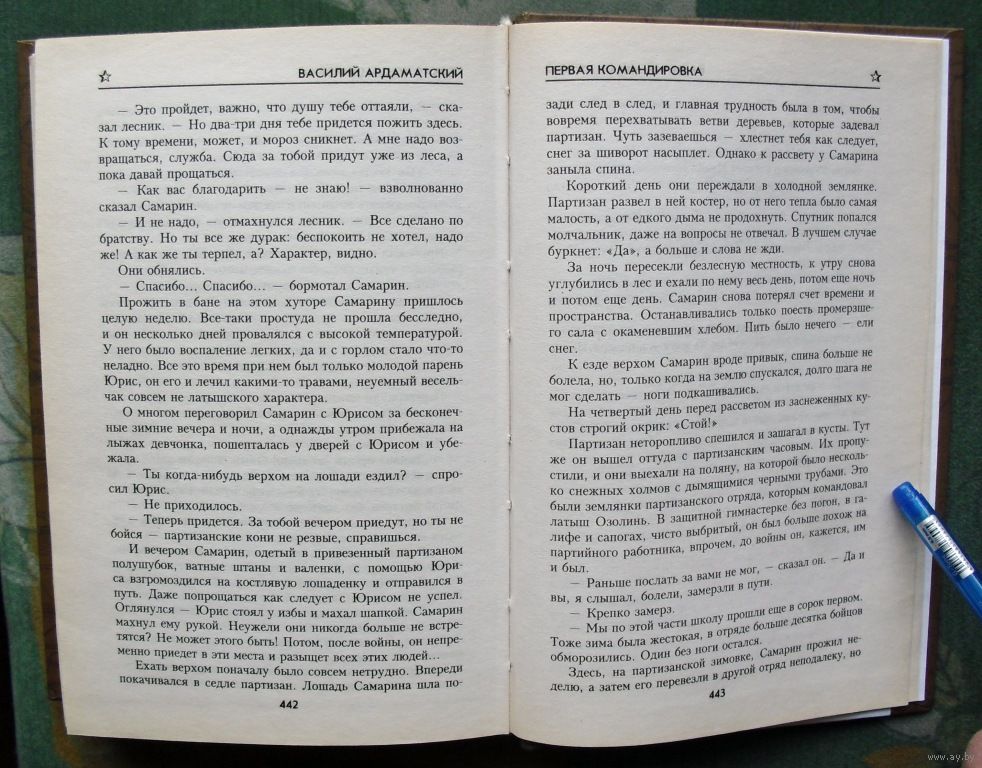 ВАСИЛИЙ АРДАМАТСКИЙ
— Это пройдет, важно, что душу тебе оттаяли, — ска-
зал лесник. — Но два-три дня тебе придется пожить здесь.
К тому времени, может, и мороз сникнет. А мне надо воз-
вращаться, служба. Сюда за тобой придут уже из леса, а
пока давай прощаться.
— Как вас благодарить — не знаю! — взволнованно
сказал Самарин.
— И не надо, — отмахнулся лесник. — Все сделано по
братству. Но ты все же дурак: беспокоить не хотел, надо
же! А как же ты терпел, а? Характер, видно.
Они обнялись.
— Спасибо... Спасибо... — бормотал Самарин.
Прожить в бане на этом хуторе Самарину пришлось
целую неделю. Все-таки простуда не прошла бесследно,
и он несколько дней провалялся с высокой температурой.
У него было воспаление легких, да и с горлом стало что-то
неладно. Все это время при нем был только молодой парень
Юрис, он его и лечил какими-то травами, неуемный весель-
чак совсем не латышского характера.
О многом переговорил Самарин с Юрисом за бесконеч-
ные зимние вечера и ночи, а однажды утром прибежала на
лыжах девчонка, пошепталась у дверей с Юрисом и убе-
жала.
— Ты когда-нибудь верхом на лошади ездил? — спро-
сил Юрис.
— Не приходилось.
— Теперь придется. За тобой вечером приедут, но ты не
бойся — партизанские кони не резвые, справишься.
И вечером Самарин, одетый в привезенный партизаном
полушубок, ватные штаны и валенки, с помощью Юри-
са взгромоздился на костлявую лошаденку и отправился в
путь. Даже попрощаться как следует с Юрисом не успел.
Оглянулся — Юрис стоял у избы и махал шапкой. Самарин
махнул ему рукой. Неужели они никогда больше не встре-
тятся? Не может этого быть! Потом, после войны, он непре-
менно приедет в эти места и разыщет всех этих людей...
Ехать верхом поначалу было совсем нетрудно. Впереди
покачивался в седле партизан. Лошадь Самарина шла по-
442
ПЕРВАЯ КОМАНДИРОВКА
зади след в след, и главная трудность была в том, чтобы
вовремя перехватывать ветви деревьев, которые задевал
партизан. Чуть зазеваешься — хлестнет тебя как следует,
снег за шиворот насыплет. Однако к рассвету у Самарина
заныла спина.
Короткий день они переждали в холодной землянке.
Партизан развел в ней костер, но от него тепла было самая
малость, а от едкого дыма не продохнуть. Спутник попался
молчальник, даже на вопросы не отвечал. В лучшем случае
буркнет: «Да», а больше и слова не жди.
За ночь пересекли безлесную местность, к утру снова
углубились в лес и ехали по нему весь день, потом еще ночь
и потом еще день. Самарин снова потерял счет времени и
пространства. Останавливались только поесть промерзше-
го сала с окаменевшим хлебом. Пить было нечего — ели
снег.
К езде верхом Самарин вроде привык, спина больше не
болела, но, только когда на землю спускался, долго шага не
мог сделать — ноги подкашивались.
На четвертый день перед рассветом из заснеженных ку-
стов строгий окрик: «Стой!»
Партизан неторопливо спешился и зашагал в кусты. Тут
же он вышел оттуда с партизанским часовым. Их пропу-
стили, и они выехали на поляну, на которой было несколь-
ко снежных холмов с дымящимися черными трубами. Это
были землянки партизанского отряда, которым командовал
латыш Озолинь. В защитной гимнастерке без погон, в га-
лифе и сапогах, чисто выбритый, он был больше похож на
партийного работника, впрочем, до войны он, кажется, им
и был.
— Раньше послать за вами не мог, — сказал он. — Да и
вы, я слышал, болели, замерзли в пути.
— Крепко замерз.
— Мы по этой части школу прошли еще в сорок первом.
Тоже зима была жестокая, в отряде больше десятка бойцов
обморозились. Один без ноги остался.
Здесь, на партизанской зимовке, Самарин прожил не-
делю, а затем его перевезли в другой отряд неподалеку, но
443
www.ay.by